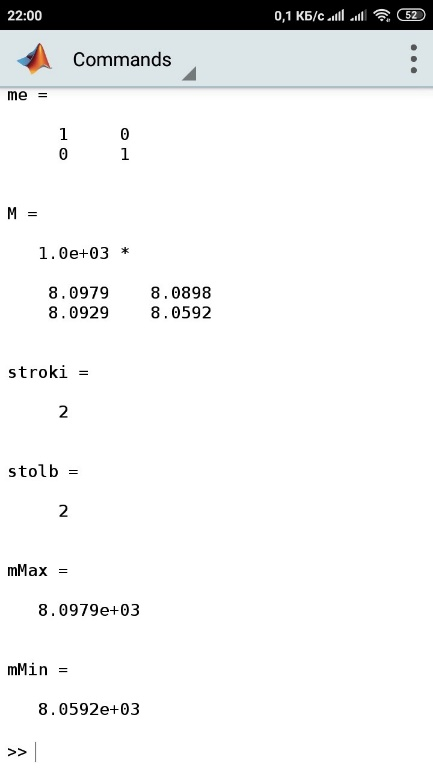 22:00 0,1 КБ/с 52
Commands
me =
1 0
0 1
M =
1.0e+03 *
8.0979 8.0898
8.0929 8.0592
stroki =
2
stolb =
2
mMax =
8.0979e+03
mMin =
8.0592e+03
>>